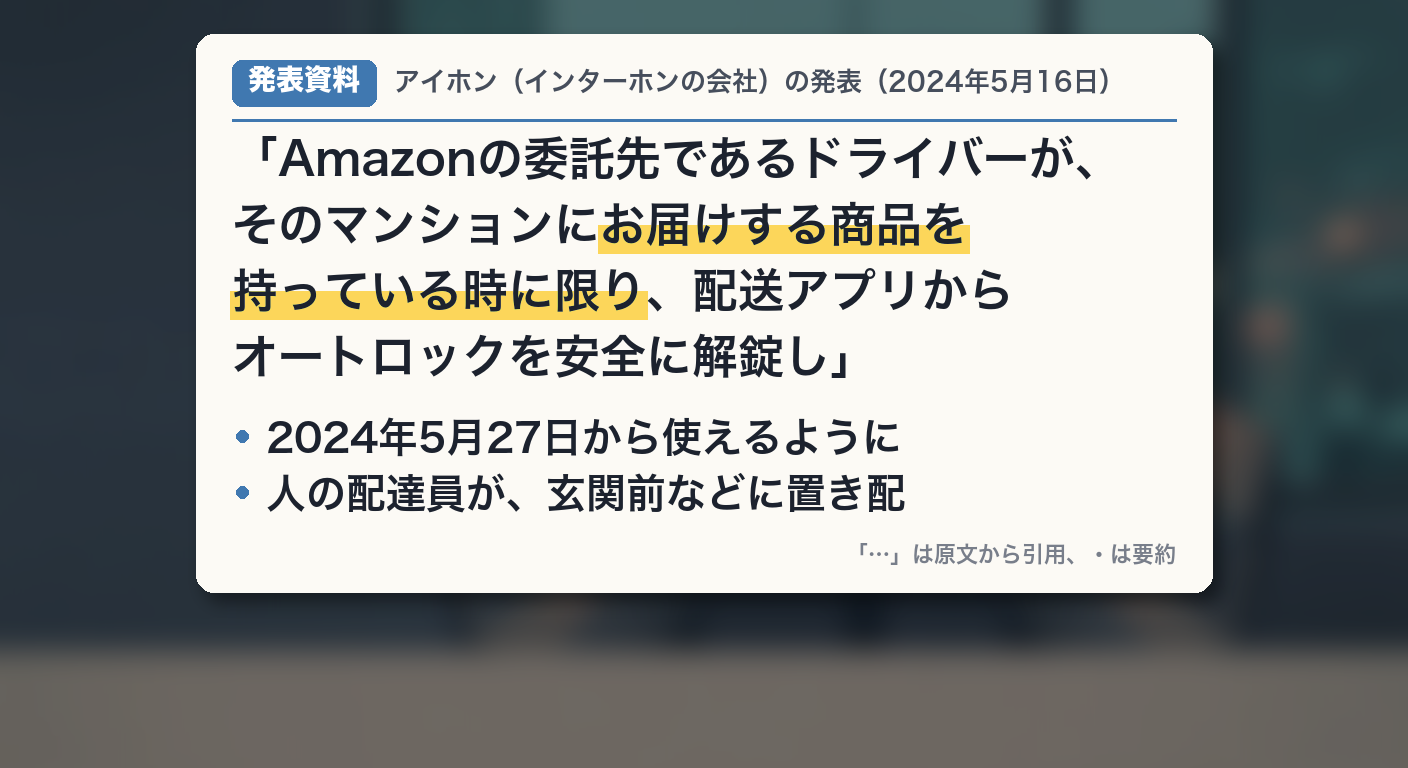 発表資料 アイホン（インターホンの会社）の発表（2024年5月16日）
「Amazonの委託先であるドライバーが、
そのマンションにお届けする商品を
持っている時に限り、配送アプリから
オートロックを安全に解錠し」
• 2024年5月27日から使えるように
• 人の配達員が、玄関前などに置き配
「…」は原文から引用、・は要約